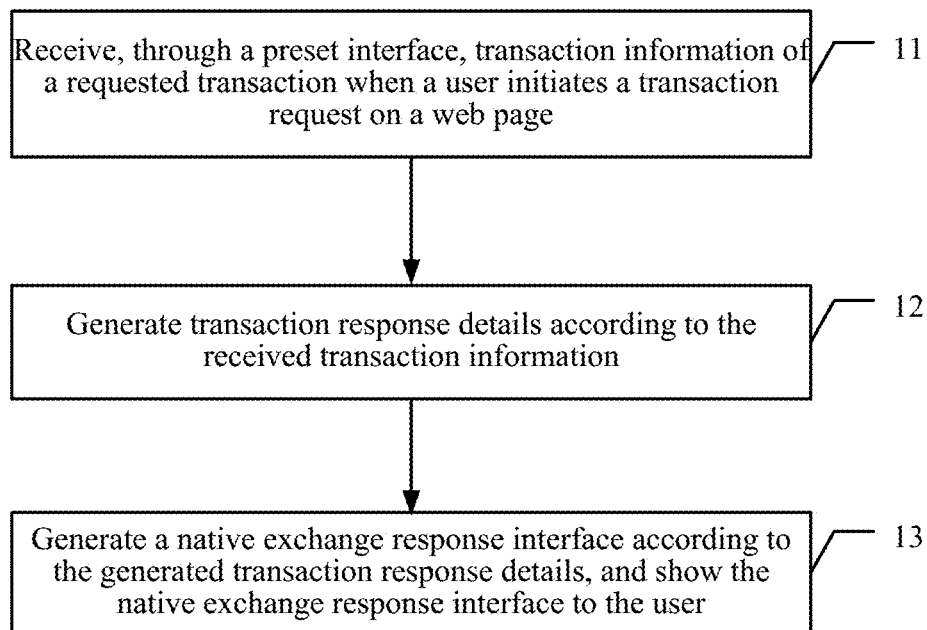 Receive, through a preset interface, transaction information of
a requested transaction when a user initiates a transaction
request on a web page
11
Generate transaction response details according to the
received transaction information
12
Generate a native exchange response interface according to
the generated transaction response details, and show the
native exchange response interface to the user
13